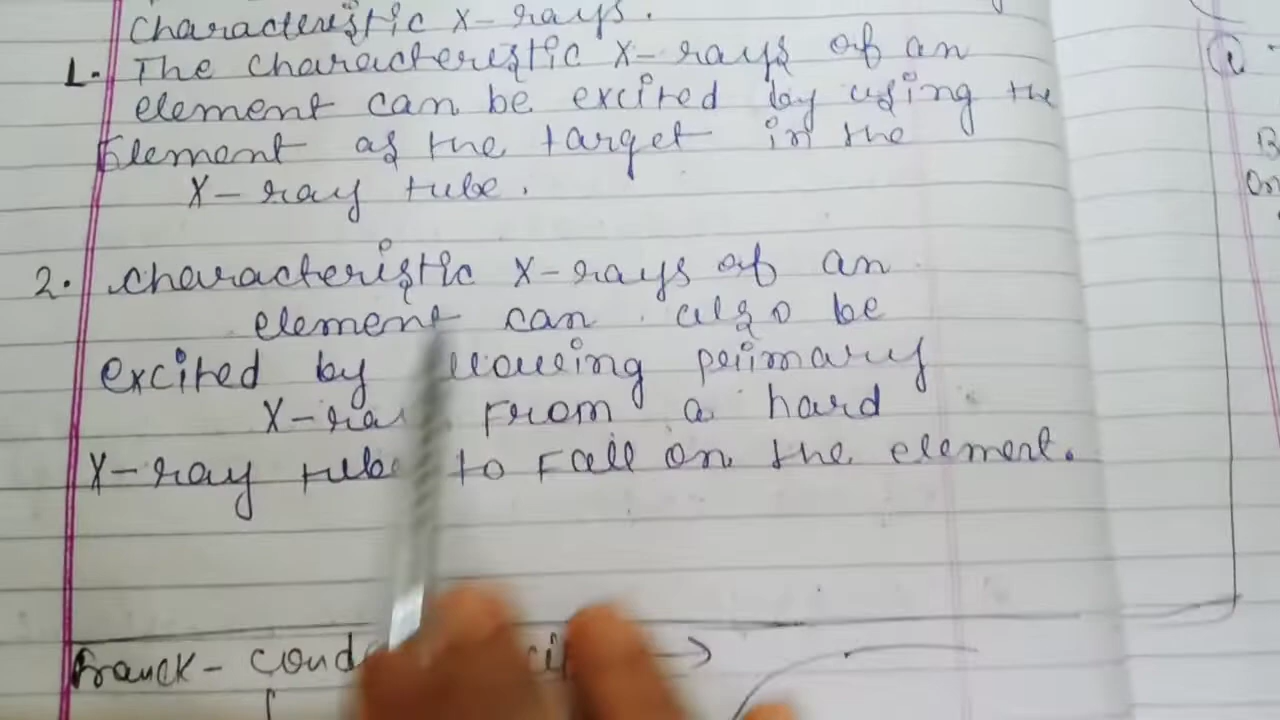 Characteristic X-rays.
1. The characteristic X-rays of an
element can be excited by using the
Element as the target in the
X-ray tube.
2. characteristic X-rays of an
element can also be
excited by primary
from a hard
X-ray tube to Fall on the element.
Franck-